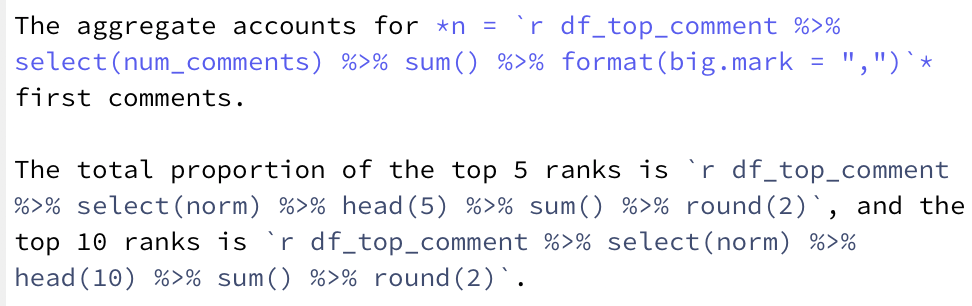 The aggregate accounts for *n = `r df_top_comment %>%
select(num_comments) %>% sum() %>% format(big.mark = ",")`*
first comments.
The total proportion of the top 5 ranks is `r df_top_comment
%>% select(norm) %>% head(5) %>% sum() %>% round(2)`, and the
top 10 ranks is `r df_top_comment %>% select(norm) %>%
head(10) %>% sum() %>% round(2)`.